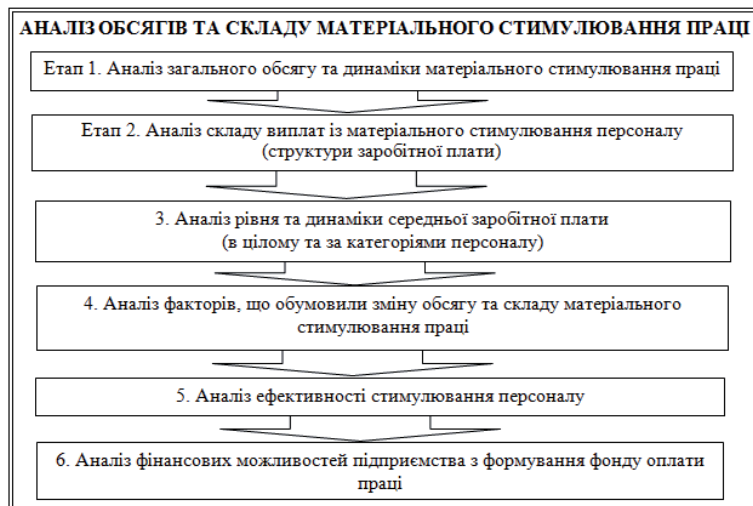 АНАЛІЗ ОБСЯГІВ ТА СКЛАДУ МАТЕРІАЛЬНОГО СТИМУЛЮВАННЯ ПРАЦІ
Етап 1. Аналіз загального обсягу та динаміки матеріального стимулювання праці
Етап 2. Аналіз складу виплат із матеріального стимулювання персоналу
(структури заробітної плати)
3. Аналіз рівня та динаміки середньої заробітної плати
(в цілому та за категоріями персоналу)
4. Аналіз факторів, що обумовили зміну обсягу та складу матеріального
стимулювання праці
5. Аналіз ефективності стимулювання персоналу
6. Аналіз фінансових можливостей підприємства з формування фонду оплати
праці